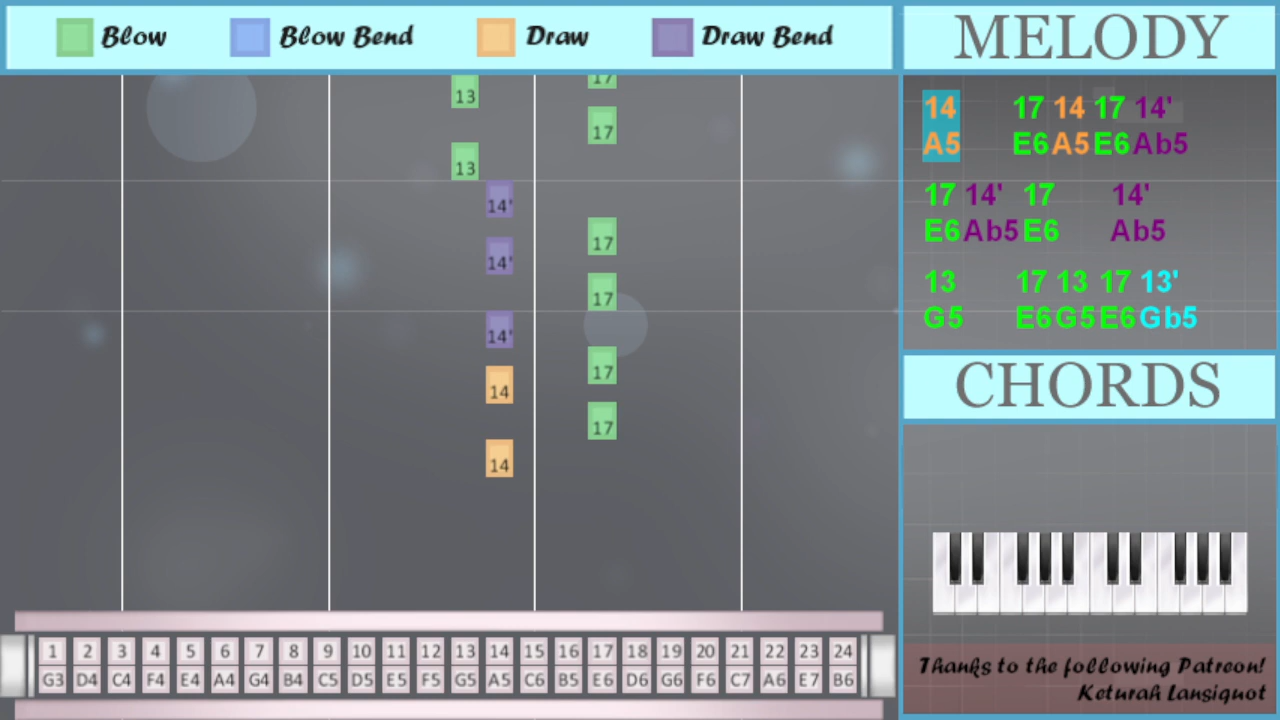 Blow Blow Bend Draw Draw Bend
MELODY
14 17 14 17 14'
A5 E6 A5 E6 Ab5
17 14' 17 14'
E6 Ab5 E6 Ab5
13 17 13 17 13'
G5 E6 G5 E6 Gb5
CHORDS
17
13
17
13
14'
17
14'
17
14'
17
14
17
14
1 2 3 4 5 6 7 8 9 10 11 12 13 14 15 16 17 18 19 20 21 22 23 24
G3 D4 C4 F4 E4 A4 G4 B4 C5 D5 E5 F5 G5 A5 C6 B5 E6 D6 G6 F6 C7 A6 E7 B6
Thanks to the following Patreon!
Keturah Lansiquot